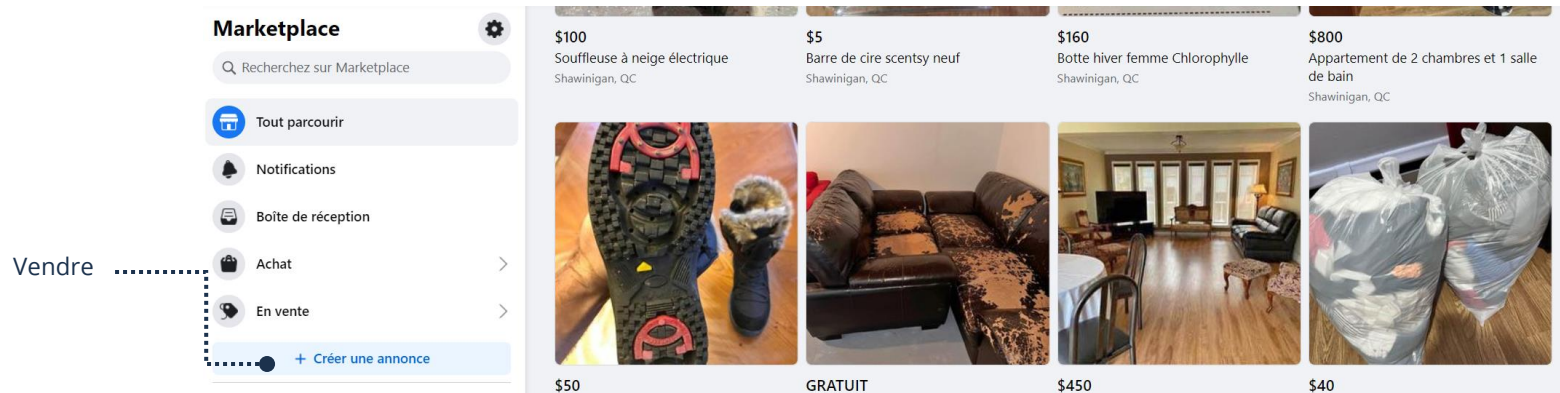 Vendre
Marketplace
Recherchez sur Marketplace
Tout parcourir
Notifications
Boîte de réception
Achat
En vente
+ Créer une annonce
$100
Souffleuse à neige électrique
Shawinigan, QC
$5
Barre de cire scentsy neuf
Shawinigan, QC
$160
Botte hiver femme Chlorophylle
Shawinigan, QC
$800
Appartement de 2 chambres et 1 salle
de bain
Shawinigan, QC
$50
GRATUIT
$450
$40